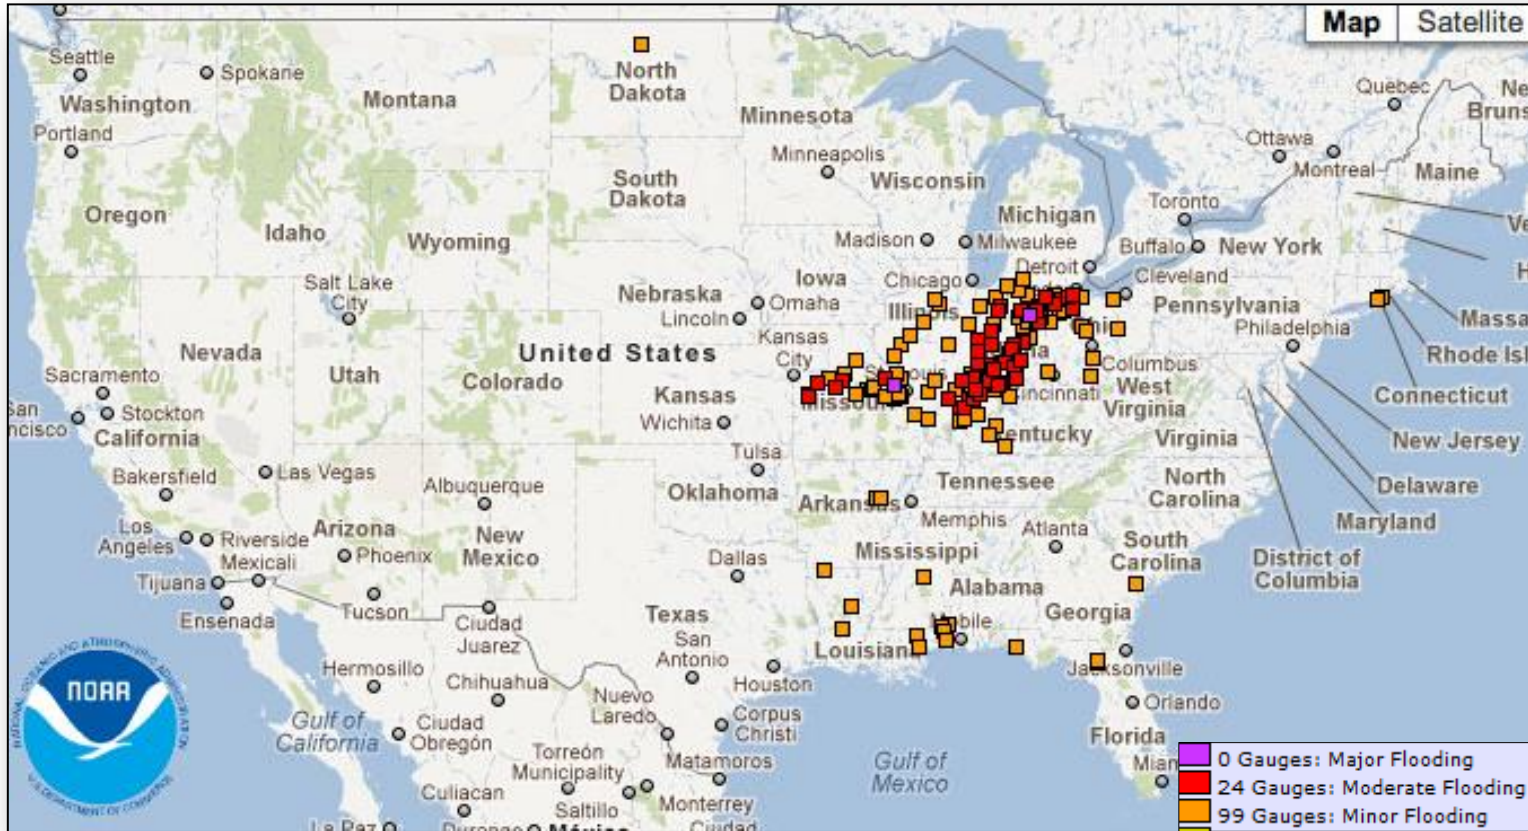 Map
Satellite
Seattle
Spokane
Washington
Montana
North
Dakota
Minnesota
Quebec
Portland
Minneapolis
Ottawa
Montreal
Maine
South
Dakota
Wisconsin
Oregon
Idaho
Wyoming
Michigan
Toronto
Madison
Milwaukee
Buffalo
New York
Detroit
Salt Lake
City
Nebraska
Iowa
Chicago
Cleveland
Omaha
Lincoln
Pennsylvania
Philadelphia
Kansas
City
Nevada
United States
Columbus
Rhode Isl
Sacramento
Utah
Colorado
Kansas
West
Virginia
Connecticut
Stockton
California
Wichita
Virginia
New Jersey
Tulsa
Bakersfield
Las Vegas
Albuquerque
Oklahoma
Tennessee
North
Carolina
Delaware
Memphis
Maryland
Los
Angeles
Riverside
Arizona
New
Mexico
Atlanta
Mexicali
Phoenix
Dallas
Mississippi
South
Carolina
District of
Columbia
Tijuana
Alabama
Ensenada
Tucson
Ciudad
Juarez
Texas
Georgia
San
Antonio
Houston
Jacksonville
Hermosillo
Chihuahua
Nuevo
Laredo
Orlando
Gulf of
California
Ciudad
Obregón
Corpus
Christi
Florida
Torreón
Municipality
Matamoros
Gulf of
Mexico
Culiacan
Saltillo
Monterrey
La Paz
Durango
México
Ciudad
NOAA
0 Gauges: Major Flooding
24 Gauges: Moderate Flooding
99 Gauges: Minor Flooding